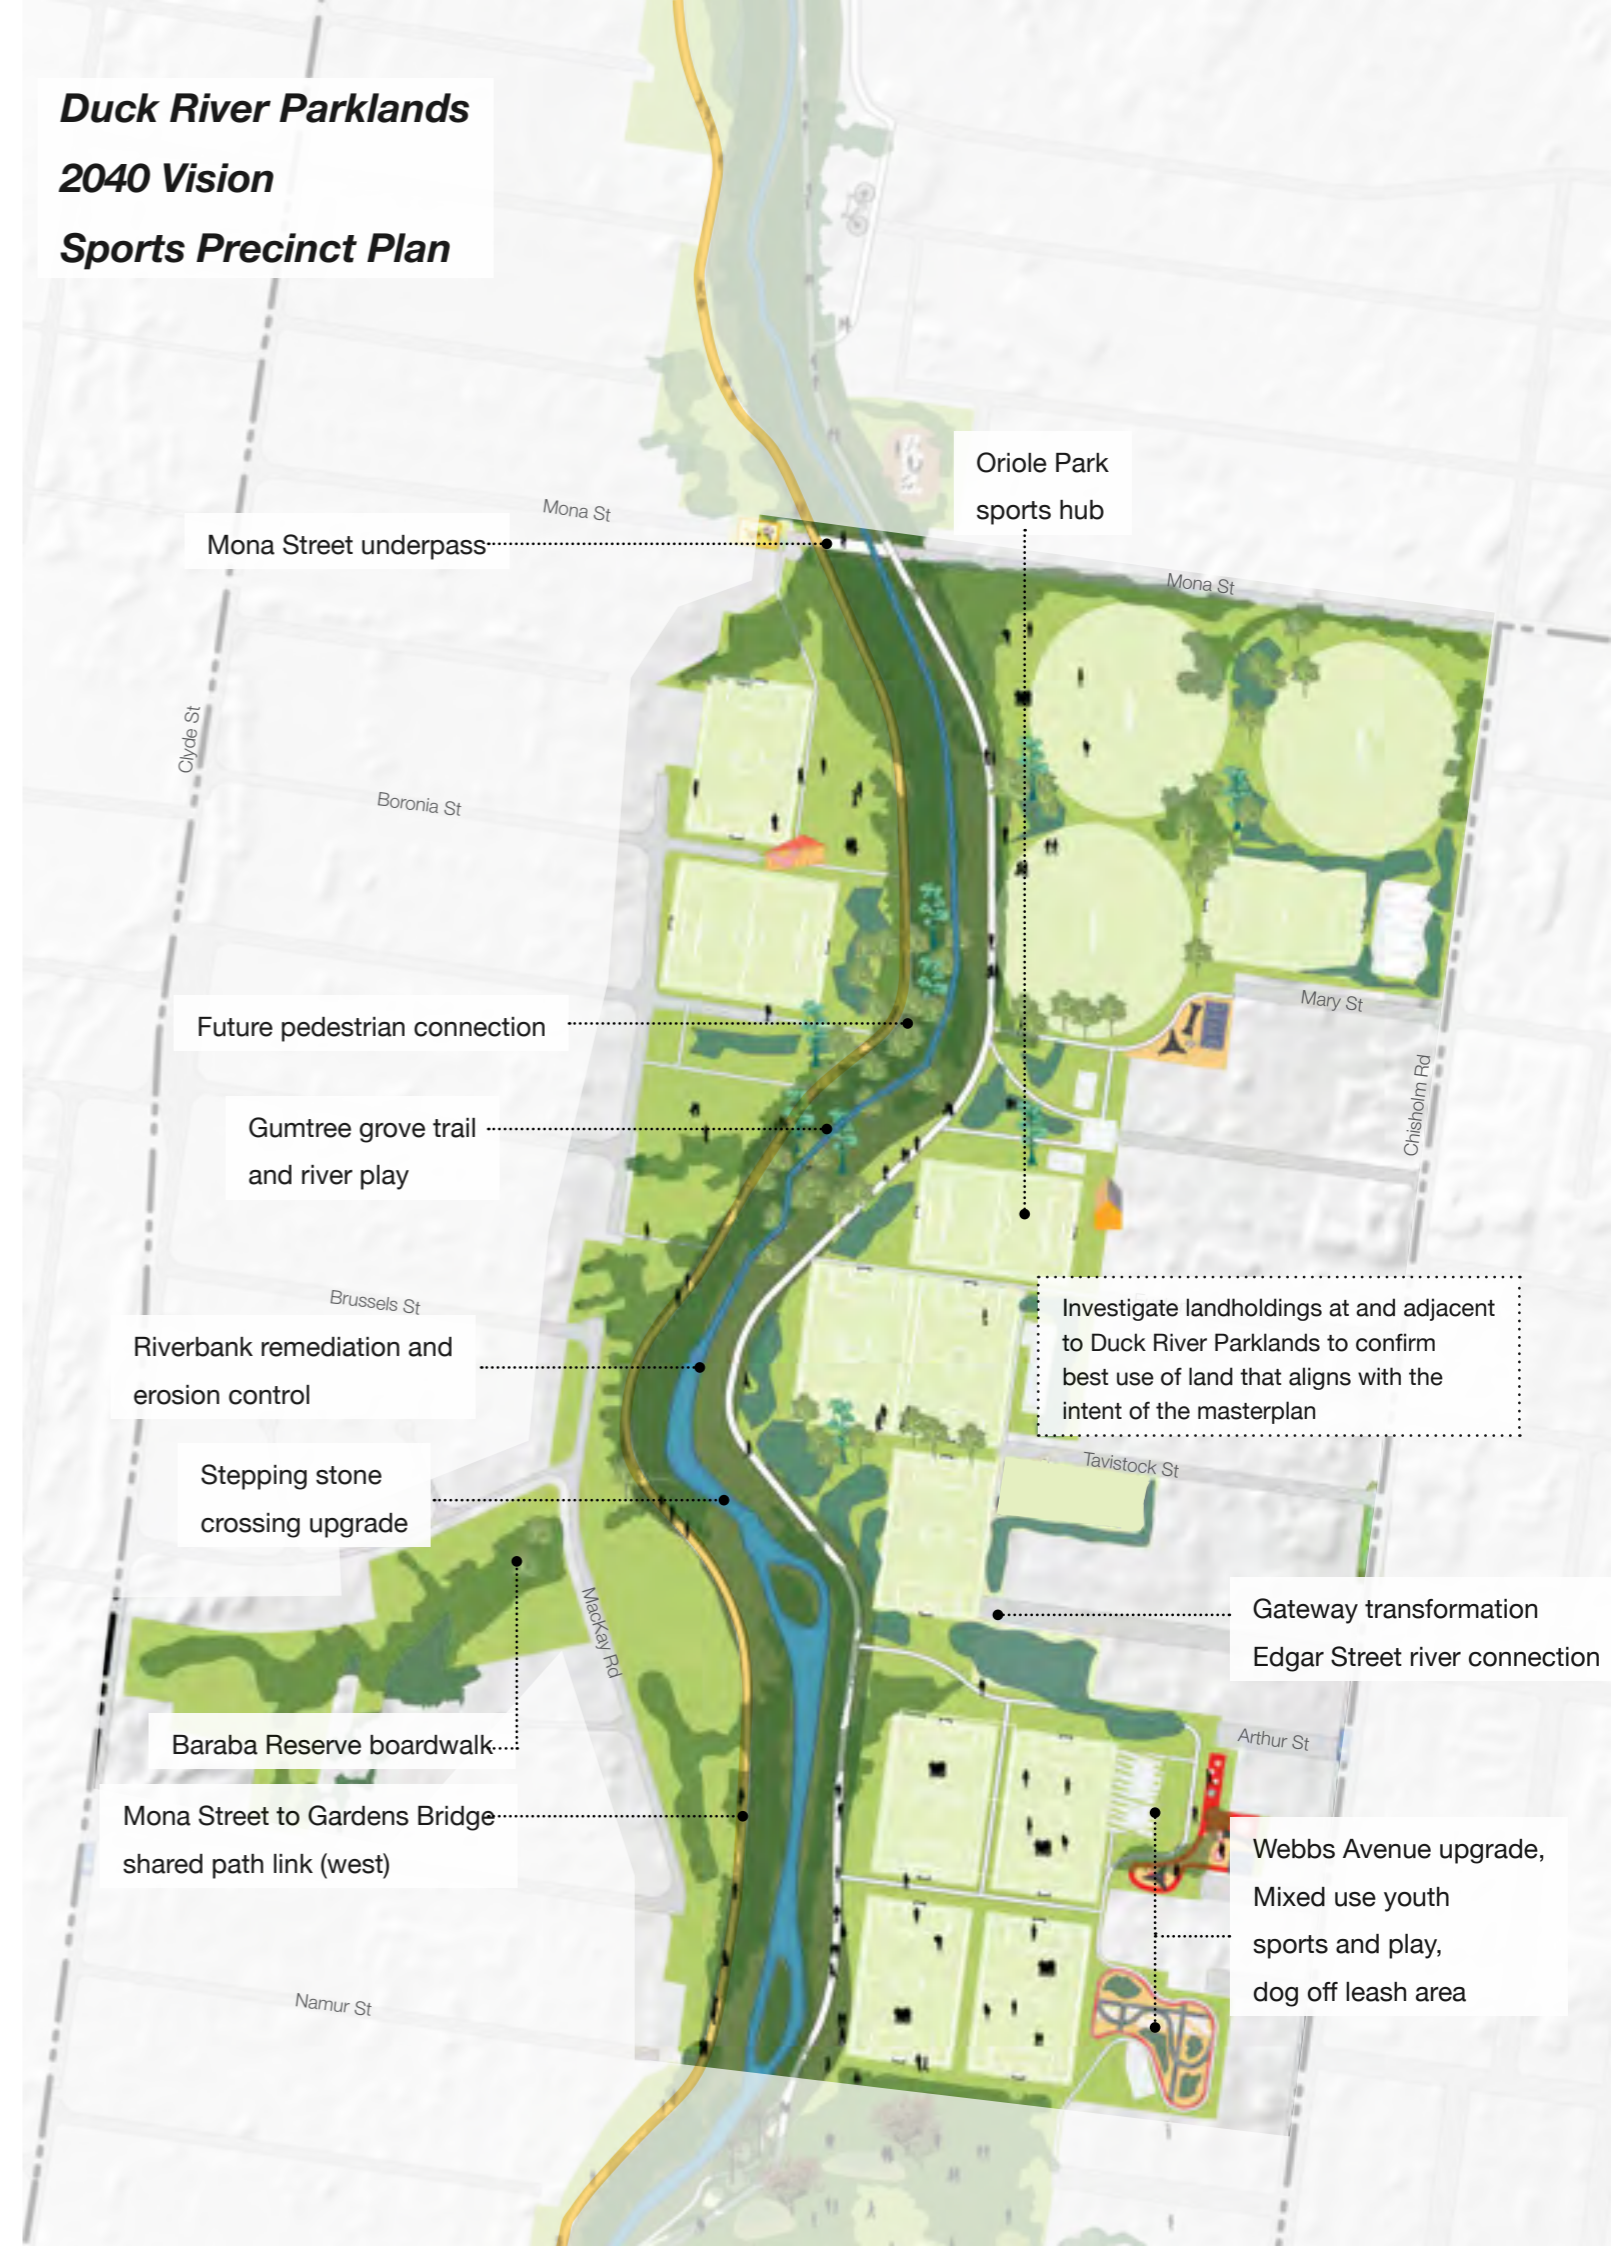 Duck River Parklands
2040 Vision
Sports Precinct Plan
Oriole Park
sports hub
Mona St
Mona Street underpass
Mona St
Clyde St
Boronia St
Mary St
Future pedestrian connection
Chisholm Rd
Gumtree grove trail
and river play
Brussels St
Investigate landholdings at and adjacent
to Duck River Parklands to confirm
best use of land that aligns with the
intent of the masterplan
Riverbank remediation and
erosion control
Tavistock St
Stepping stone
crossing upgrade
MacKay Rd
Gateway transformation
Edgar Street river connection
Baraba Reserve boardwalk
Arthur St
Mona Street to Gardens Bridge
shared path link (west)
Webbs Avenue upgrade,
Mixed use youth
sports and play,
dog off leash area
Namur St